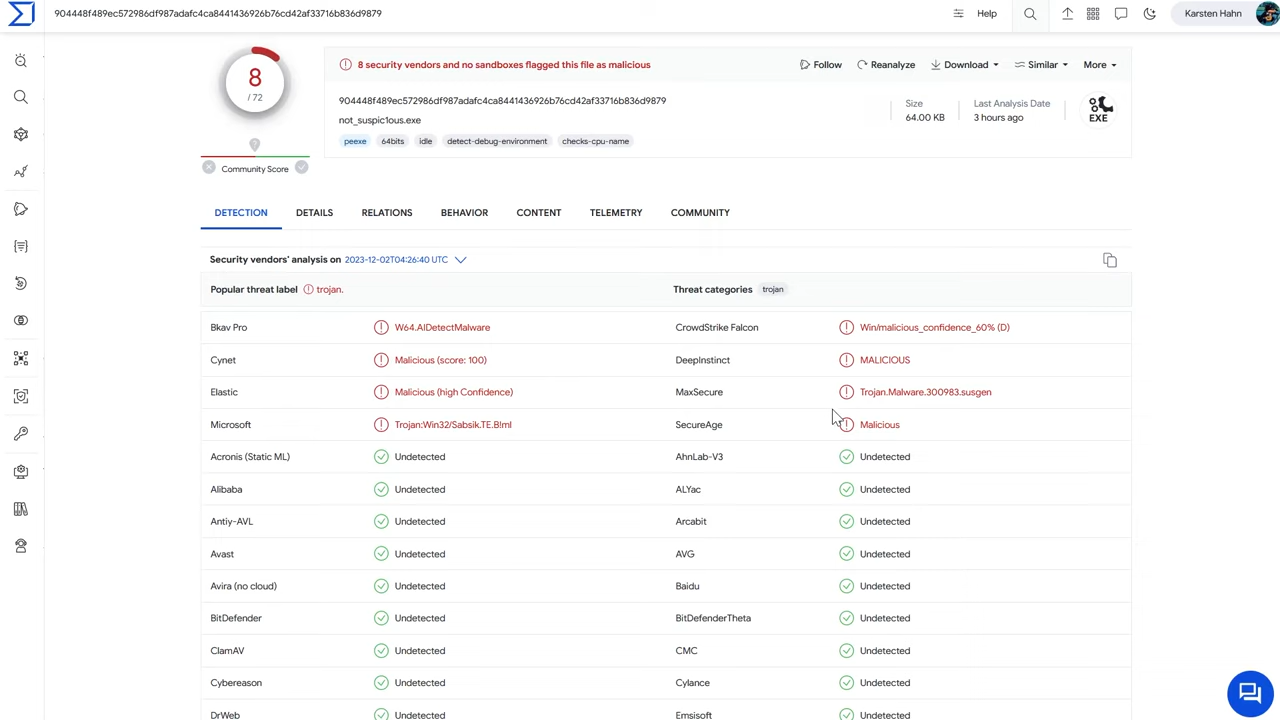 904448f489ec572986df987adafc4ca8441436926b76cd42af33716b836d9879
Help
Karsten Hahn
8
/ 72
Community Score
8 security vendors and no sandboxes flagged this file as malicious
Follow
Reanalyze
Download
Similar
More
904448f489ec572986df987adafc4ca8441436926b76cd42af33716b836d9879
not_suspic1ous.exe
peexe 64bits idle detect-debug-environment checks-cpu-name
Size
64.00 KB
Last Analysis Date
3 hours ago
EXE
DETECTION DETAILS RELATIONS BEHAVIOR CONTENT TELEMETRY COMMUNITY
Security vendors' analysis on 2023-12-02T04:26:40 UTC
Popular threat label trojan. Threat categories trojan
Bkav Pro W64.AIDetectMalware CrowdStrike Falcon Win/malicious_confidence_60% (D)
Cynet Malicious (score: 100) DeepInstinct MALICIOUS
Elastic Malicious (high Confidence) MaxSecure Trojan.Malware.300983.susgen
Microsoft Trojan:Win32/Sabsik.TE.B!ml SecureAge Malicious
Acronis (Static ML) Undetected AhnLab-V3 Undetected
Alibaba Undetected ALYac Undetected
Antiy-AVL Undetected Arcabit Undetected
Avast Undetected AVG Undetected
Avira (no cloud) Undetected Baidu Undetected
BitDefender Undetected BitDefenderTheta Undetected
ClamAV Undetected CMC Undetected
Cybereason Undetected Cylance Undetected
DrWeb Undetected Emsisoft Undetected